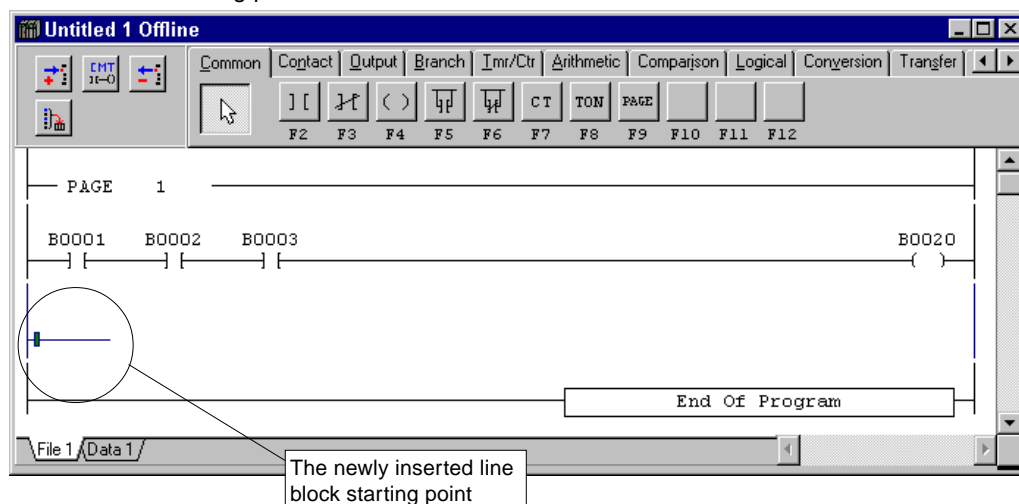 Untitled 1 Offline
CMT
Common Contact Output Branch Tmr/Ctr Arithmetic Comparison Logical Conversion Transfer
CT TON PAGE
F2 F3 F4 F5 F6 F7 F8 F9 F10 F11 F12
PAGE 1
B0001 B0002 B0003 B0020
] [ ] [ ] [ ( )
End Of Program
File 1 Data 1
The newly inserted line
block starting point